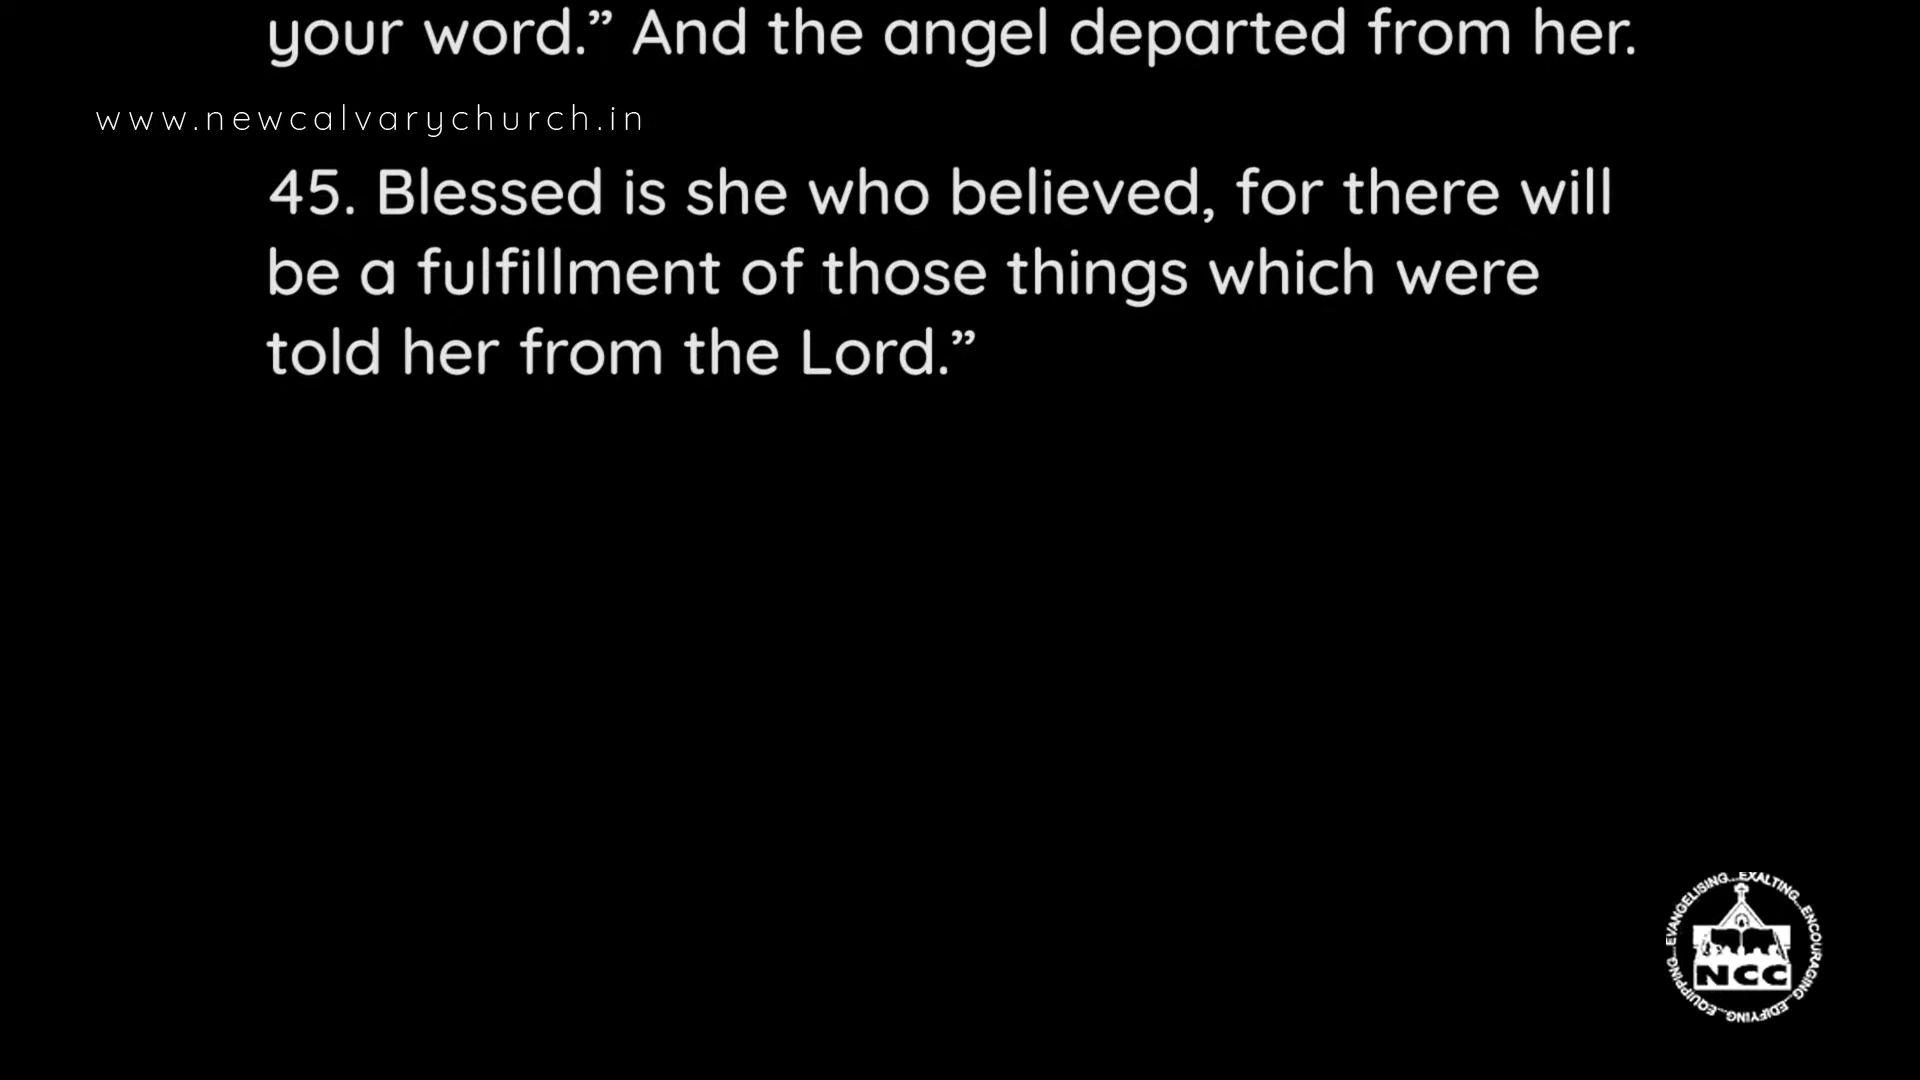 your word.” And the angel departed from her.
www.newcalvarychurch.in
45. Blessed is she who believed, for there will
be a fulfillment of those things which were
told her from the Lord.”
EVANGELISING...EXALTING...ENCOURAGING...EDIFYING...EQUIPPING...
NCC